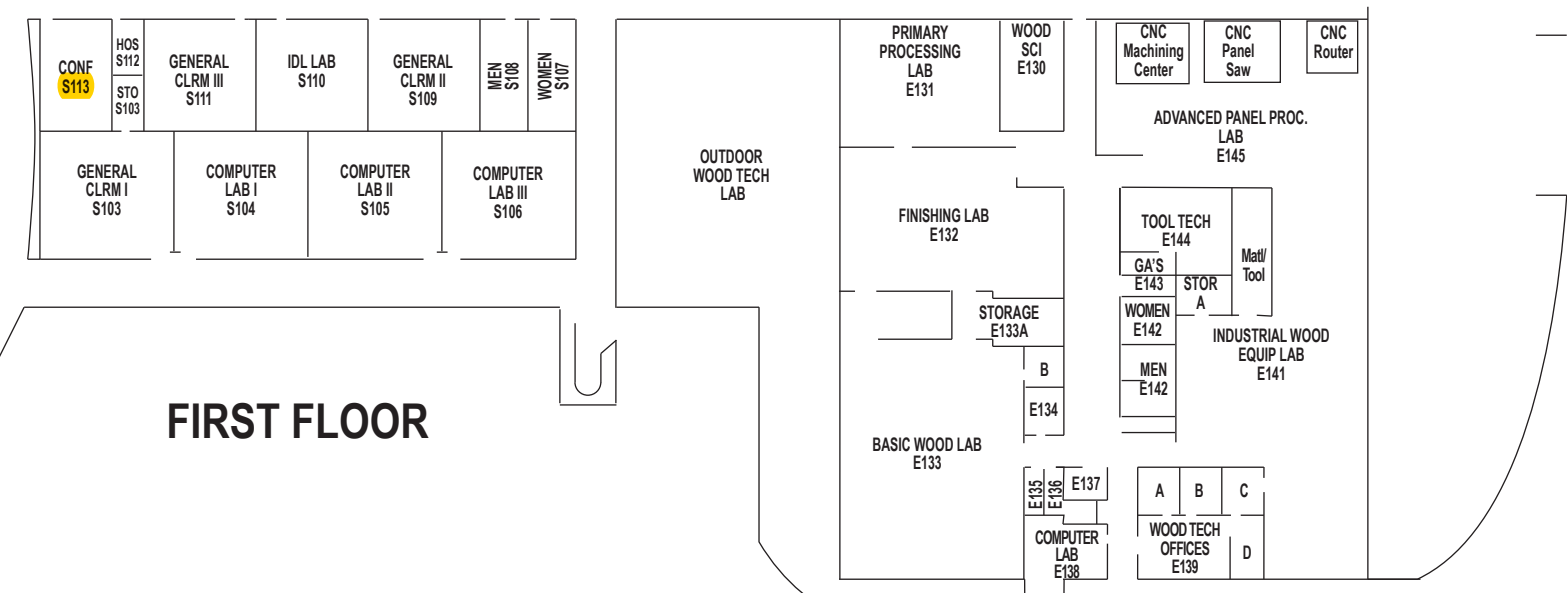 CONF
S113
HOS
S112
STO
S103
GENERAL
CLRM III
S111
IDL LAB
S110
GENERAL
CLRM II
S109
MEN
S108
WOMEN
S107
GENERAL
CLRM I
S103
COMPUTER
LAB I
S104
COMPUTER
LAB II
S105
COMPUTER
LAB III
S106
OUTDOOR
WOOD TECH
LAB
PRIMARY
PROCESSING
LAB
E131
WOOD
SCI
E130
CNC
Machining
Center
CNC
Panel
Saw
CNC
Router
ADVANCED PANEL PROC.
LAB
E145
FINISHING LAB
E132
TOOL TECH
E144
GA'S
E143
STOR
A
Matl/
Tool
WOMEN
E142
MEN
E142
INDUSTRIAL WOOD
EQUIP LAB
E141
STORAGE
E133A
B
E134
BASIC WOOD LAB
E133
E135
E136
E137
COMPUTER
LAB
E138
A
B
C
WOOD TECH
OFFICES
E139
D
FIRST FLOOR